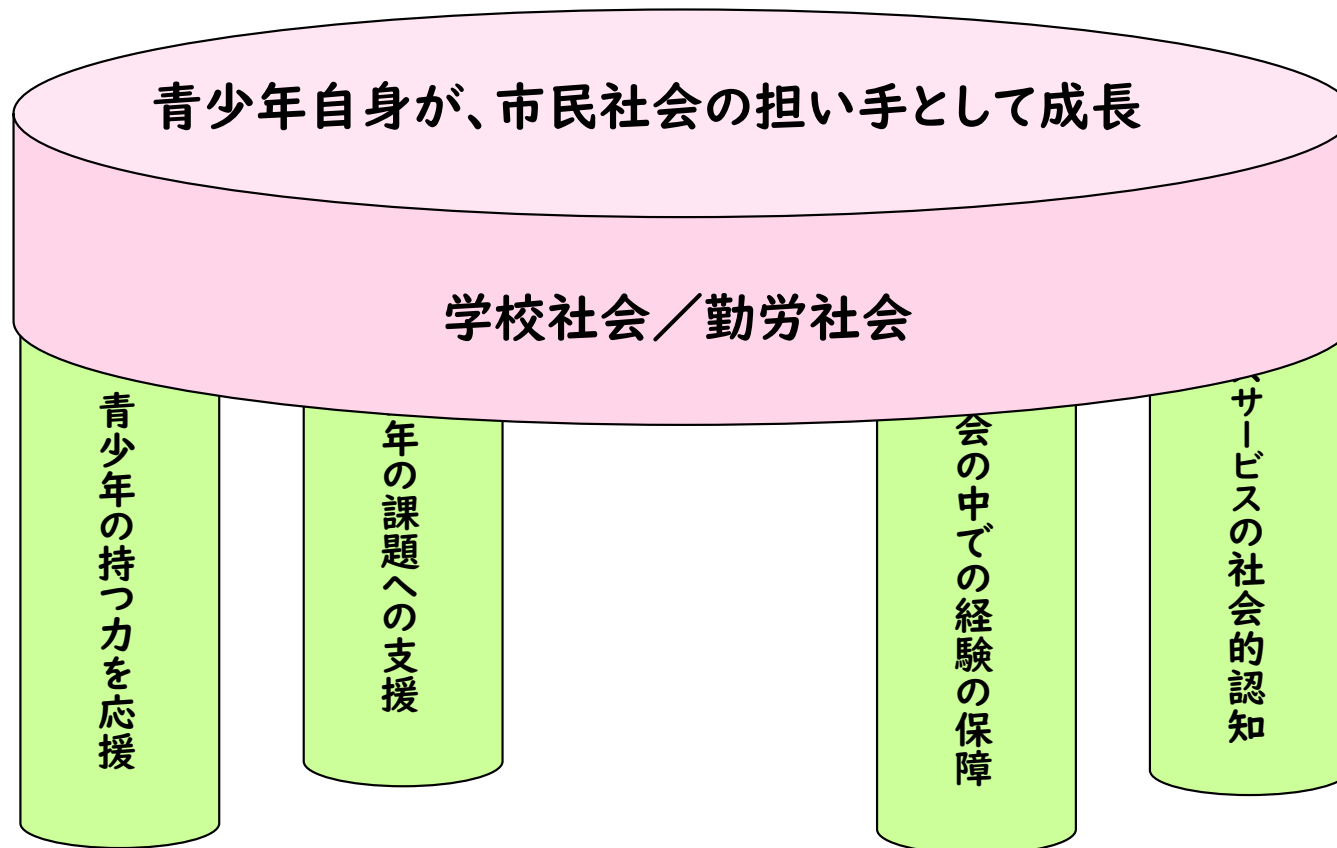 青少年自身が、市民社会の担い手として成長
学校社会／勤労社会
青少年の持つ力を応援
年の課題への支援
会の中での経験の保障
スサービスの社会的認知